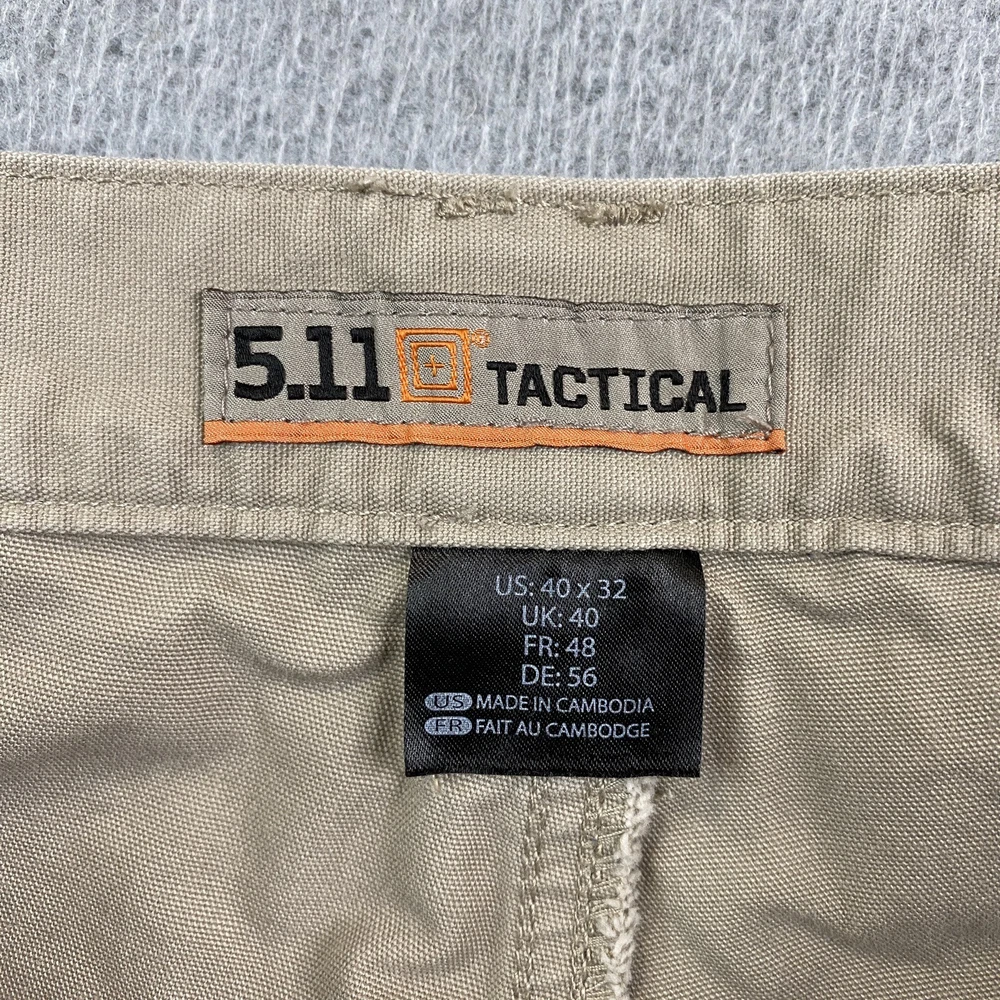 5.11 TACTICAL
US: 40 x 32
UK: 40
FR: 48
DE: 56
US MADE IN CAMBODIA
FR FAIT AU CAMBODGE